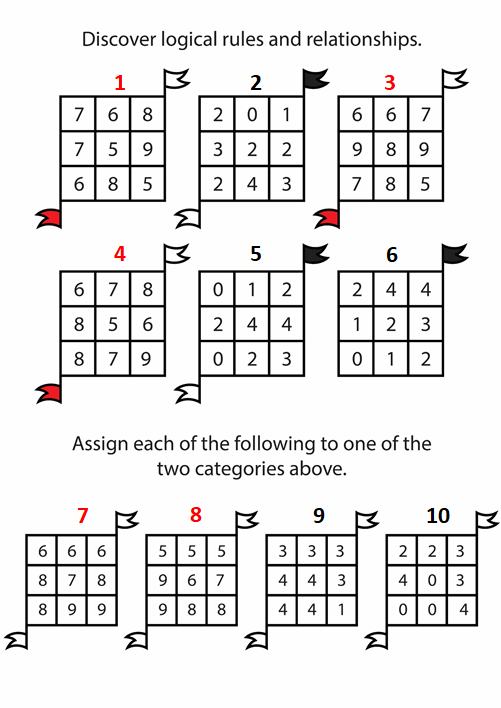 Discover logical rules and relationships.
1 2 3
7 6 8 2 0 1 6 6 7
7 5 9 3 2 2 9 8 9
6 8 5 2 4 3 7 8 5
4 5 6
6 7 8 0 1 2 2 4 4
8 5 6 2 4 4 1 2 3
8 7 9 0 2 3 0 1 2
Assign each of the following to one of the
two categories above.
7 8 9 10
6 6 6 5 5 5 3 3 3 2 2 3
8 7 8 9 6 7 4 4 3 4 0 3
8 9 9 9 8 8 4 4 1 0 0 4